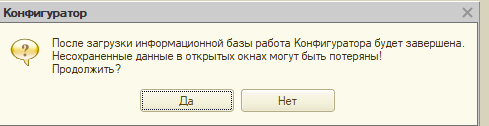 Конфигуратор
После загрузки информационной базы работа Конфигуратора будет завершена.
Несохраненные данные в открытых окнах могут быть потеряны!
Продолжить?
Да Нет